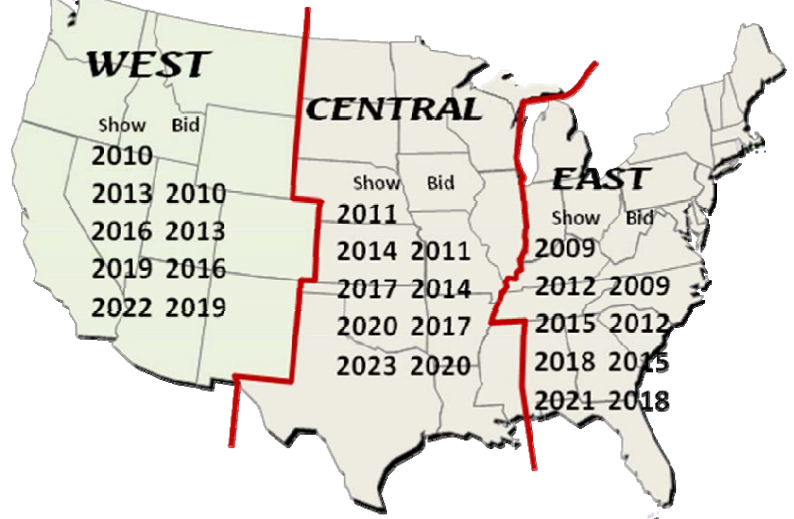 WEST
Show Bid
2010
2013 2010
2016 2013
2019 2016
2022 2019
CENTRAL
Show Bid
2011
2014 2011
2017 2014
2020 2017
2023 2020
EAST
Show Bid
2009
2012 2009
2015 2012
2018 2015
2021 2018